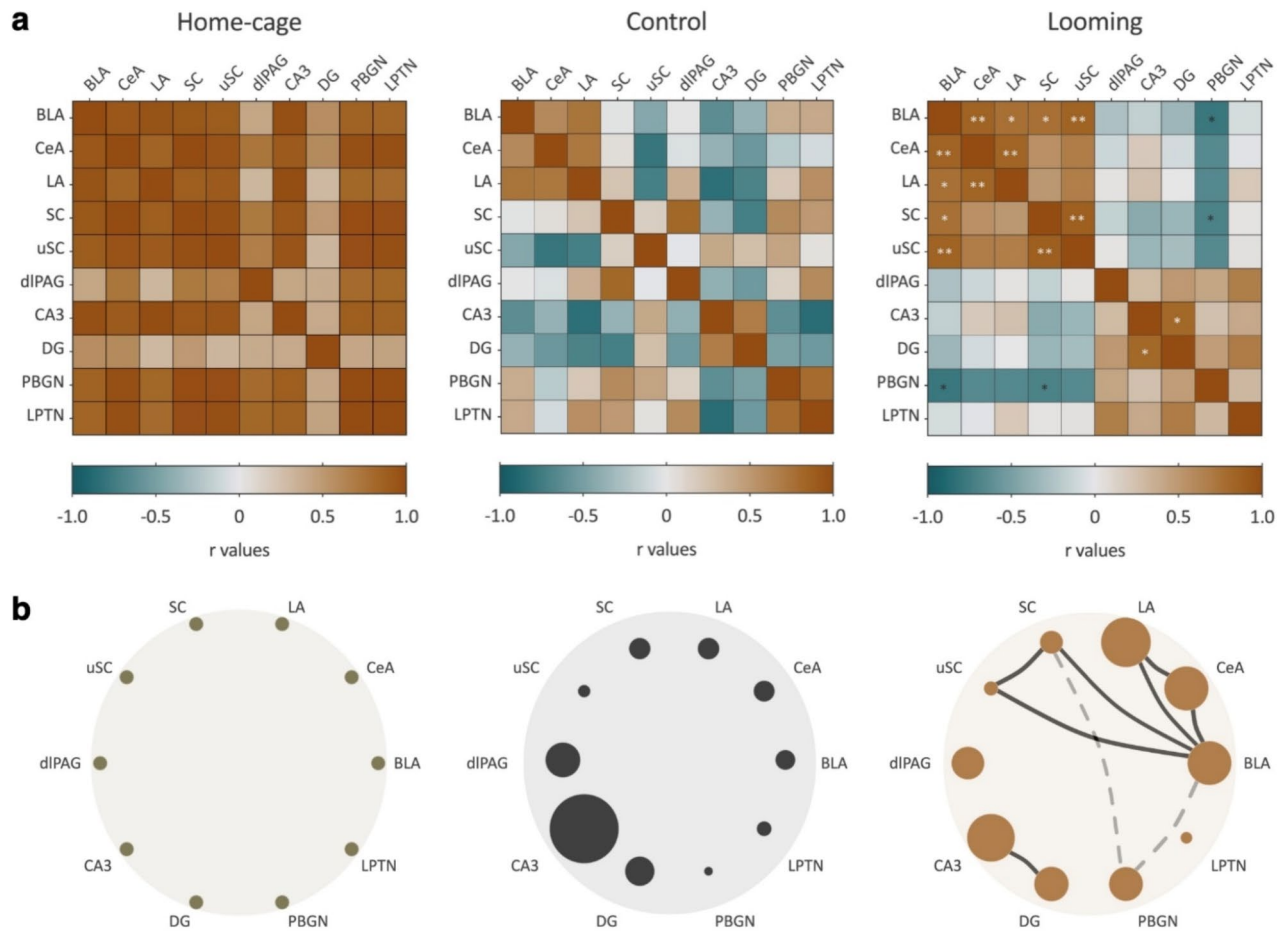 a
Home-cage
Control
Looming
BLA CeA LA SC uSC dlPAG CA3 DG PBGN LPTN
BLA CeA LA SC uSC dlPAG CA3 DG PBGN LPTN
BLA CeA LA SC uSC dlPAG CA3 DG PBGN LPTN
BLA
CeA
LA
SC
uSC
dlPAG
CA3
DG
PBGN
LPTN
BLA
CeA
LA
SC
uSC
dlPAG
CA3
DG
PBGN
LPTN
BLA ** * * ** *
CeA ** **
LA * **
SC * ** *
uSC ** **
dlPAG
CA3 *
DG *
PBGN * *
LPTN
-1.0 -0.5 0 0.5 1.0
r values
-1.0 -0.5 0 0.5 1.0
r values
-1.0 -0.5 0 0.5 1.0
r values
b
SC LA
uSC CeA
dlPAG BLA
CA3 LPTN
DG PBGN
SC LA
uSC CeA
dlPAG BLA
CA3 LPTN
DG PBGN
SC LA
uSC CeA
dlPAG BLA
CA3 LPTN
DG PBGN